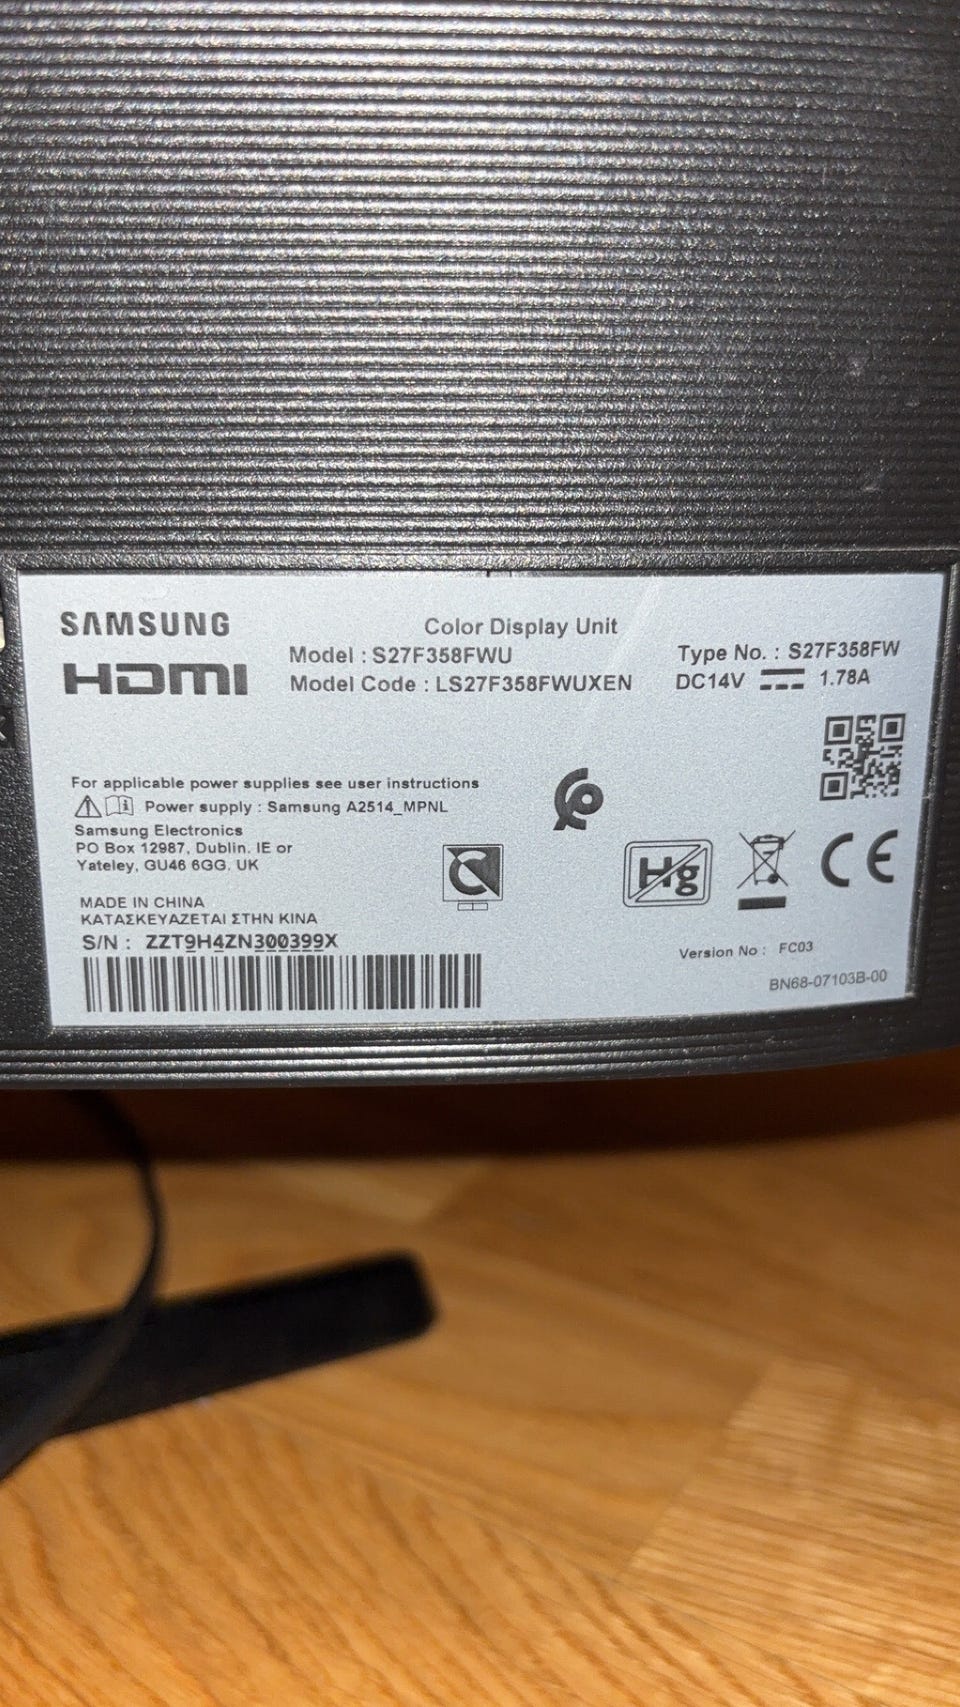 SAMSUNG
HDMI
Color Display Unit
Model : S27F358FWU
Model Code : LS27F358FWUXEN
Type No. : S27F358FW
DC14V 1.78A
For applicable power supplies see user instructions
Power supply : Samsung A2514_MPNL
Samsung Electronics
PO Box 12987, Dublin. IE or
Yateley, GU46 6GG. UK
MADE IN CHINA
ΚΑΤΑΣΚΕΥΑΖΕΤΑΙ ΣΤΗΝ ΚΙΝΑ
S/N : ZZT9H4ZN300399X
Hg
CE
Version No : FC03
BN68-07103B-00